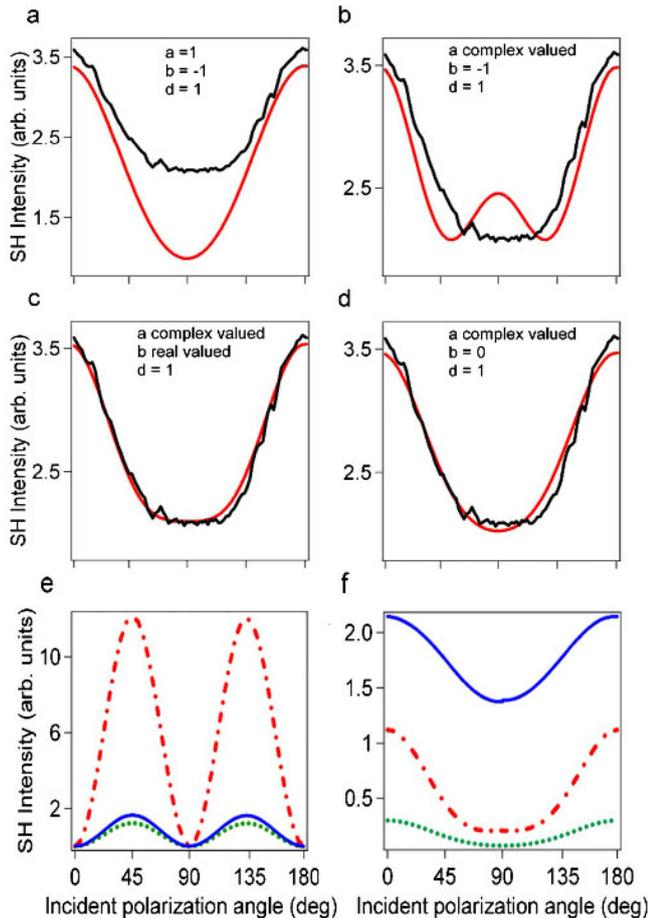 a
b
3.5
2.5
1.5
SH Intensity (arb. units)
a =1
b = -1
d = 1
3.5
2.5
a complex valued
b = -1
d = 1
c
d
3.5
2.5
SH Intensity (arb. units)
a complex valued
b real valued
d = 1
3.5
2.5
a complex valued
b = 0
d = 1
e
f
10
6
2
SH Intensity (arb. units)
0 45 90 135 180
Incident polarization angle (deg)
2.0
1.5
1
0.5
0 45 90 135 180
Incident polarization angle (deg)